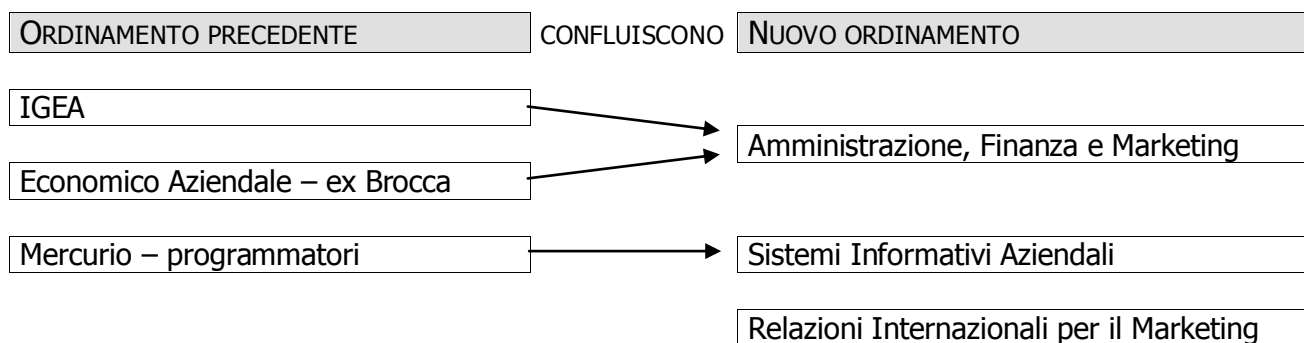 ORDINAMENTO PRECEDENTE CONFLUISCONO NUOVO ORDINAMENTO
IGEA
Amministrazione, Finanza e Marketing
Economico Aziendale – ex Brocca
Mercurio – programmatori Sistemi Informativi Aziendali
Relazioni Internazionali per il Marketing